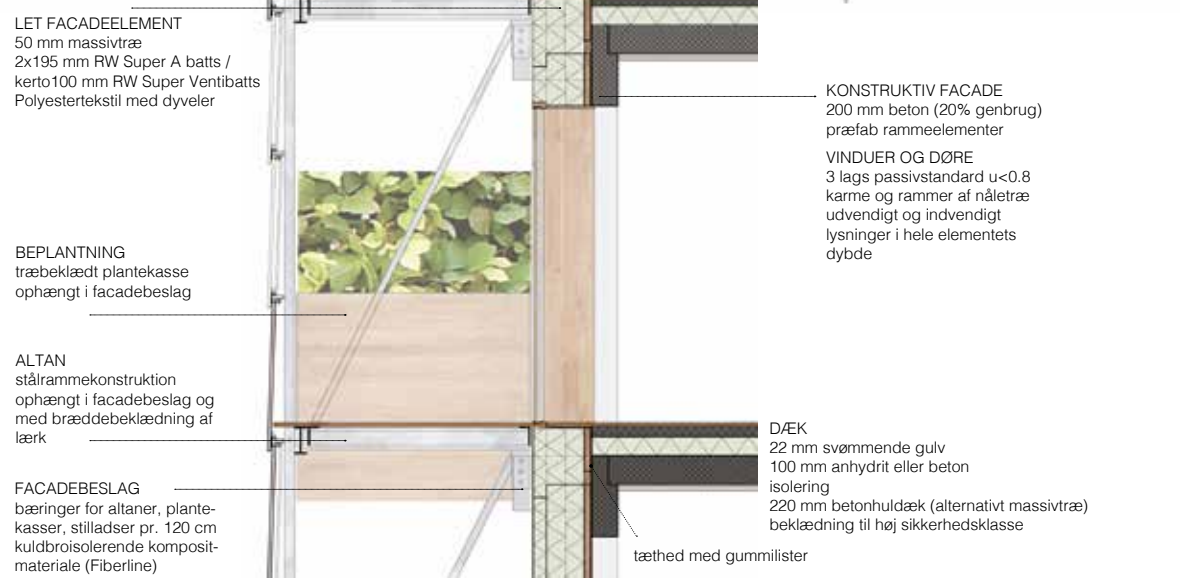 LET FACADEELEMENT
50 mm massivtræ
2x195 mm RW Super A batts /
kerto100 mm RW Super Ventibatts
Polyestertekstil med dyveler
BEPLANTNING
træbeklædt plantekasse
ophængt i facadebeslag
ALTAN
stålrammekonstruktion
ophængt i facadebeslag og
med bræddebeklædning af
lærk
FACADEBESLAG
bæringer for altaner, plante-
kasser, stilladser pr. 120 cm
kuldbroisolerende komposit-
materiale (Fiberline)
KONSTRUKTIV FACADE
200 mm beton (20% genbrug)
præfab rammeelementer
VINDUER OG DØRE
3 lags passivstandard u<0.8
karme og rammer af nåletræ
udvendigt og indvendigt
lysninger i hele elementets
dybde
DÆK
22 mm svømmende gulv
100 mm anhydrit eller beton
isolering
220 mm betonhuldæk (alternativt massivtræ)
beklædning til høj sikkerhedsklasse
tæthed med gummilister